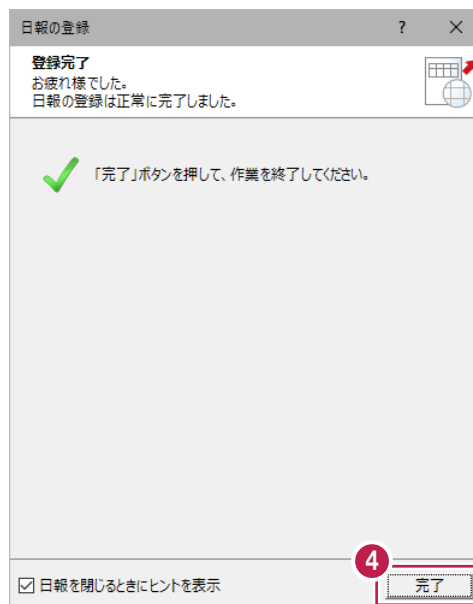 日報の登録
?
×
登録完了
お疲れ様でした。
日報の登録は正常に完了しました。
「完了」ボタンを押して、作業を終了してください。
4
日報を閉じるときにヒントを表示
完了